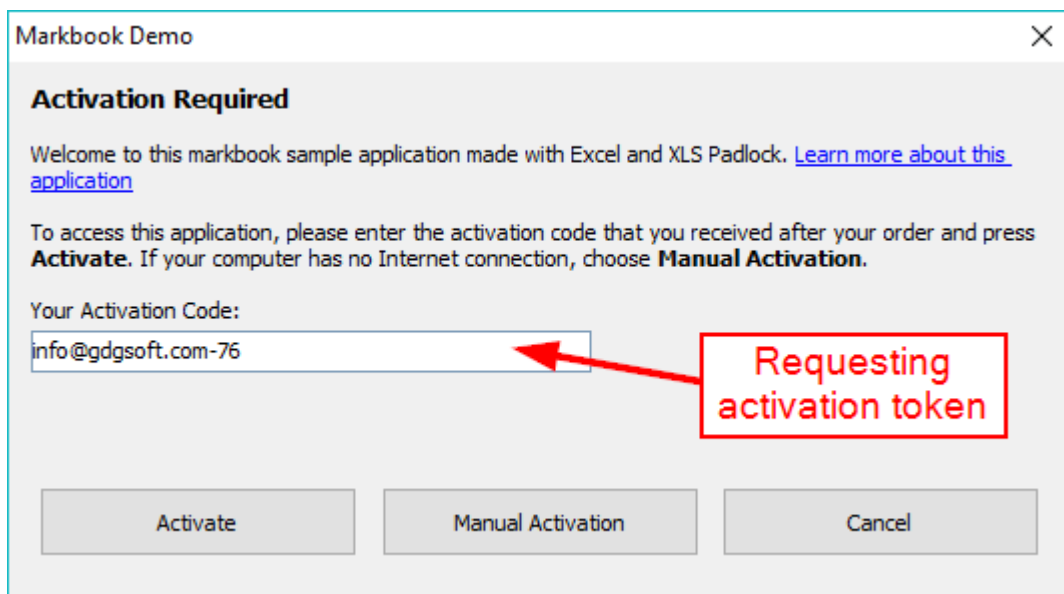 Markbook Demo
Activation Required
Welcome to this markbook sample application made with Excel and XLS Padlock. Learn more about this
application
To access this application, please enter the activation code that you received after your order and press
Activate. If your computer has no Internet connection, choose Manual Activation.
Your Activation Code:
info@gdgsoft.com-76
Requesting
activation token
Activate
Manual Activation
Cancel